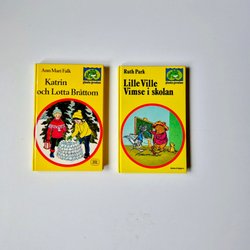 Ann Mari Falk
Katrin
och Lotta Bråttom
Ruth Park
Lille Ville
Vimse i skolan